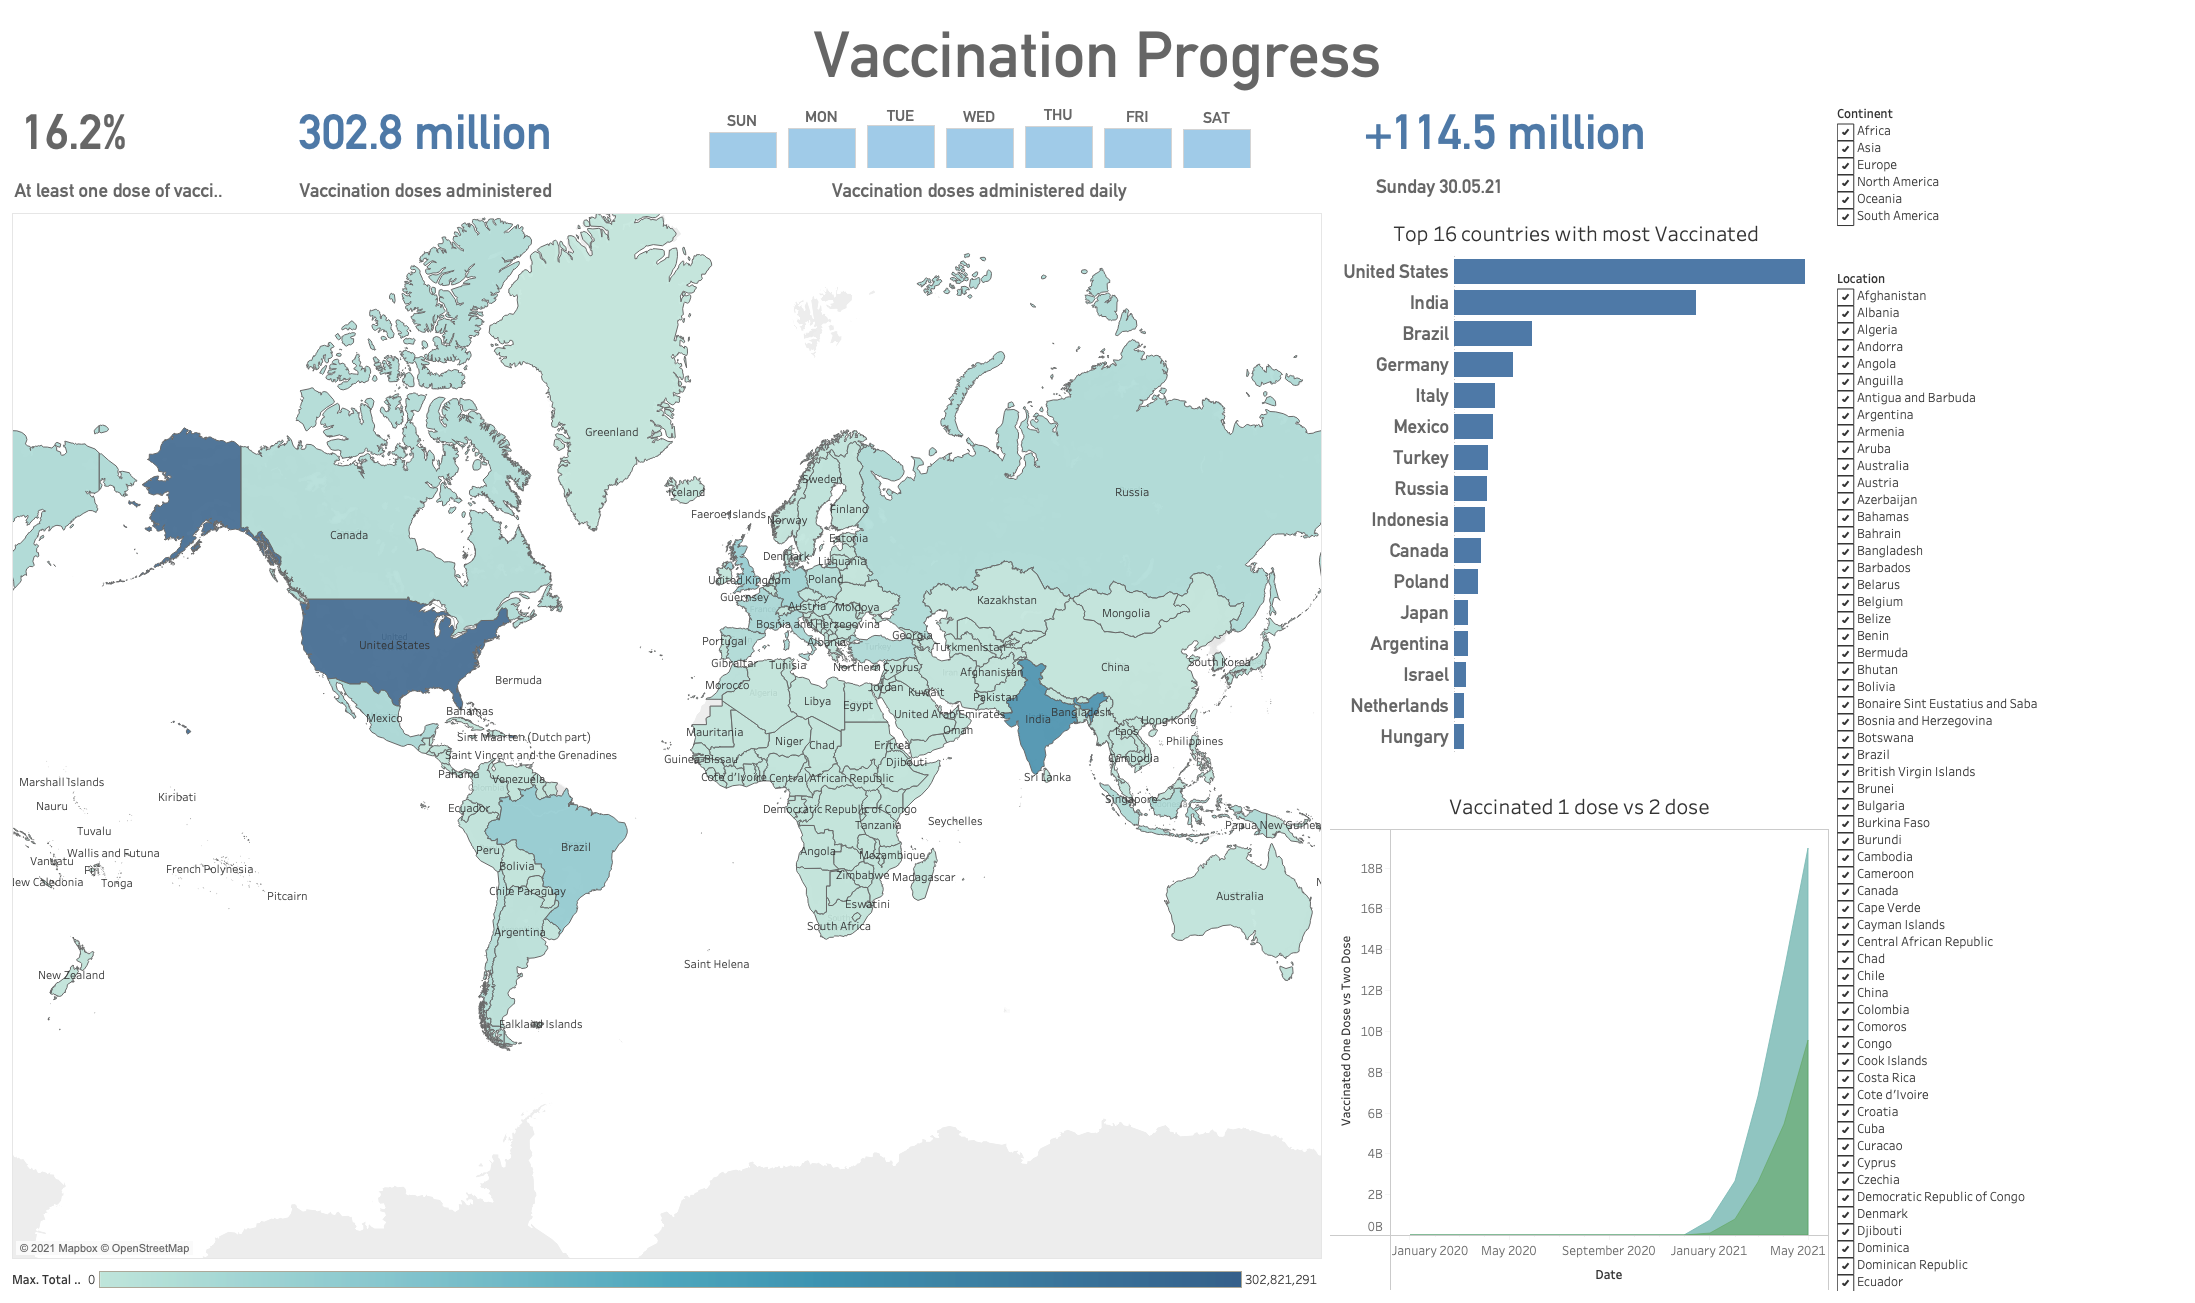 Vaccination Progress
16.2%
At least one dose of vacci..
302.8 million
Vaccination doses administered
SUN MON TUE WED THU FRI SAT
Vaccination doses administered daily
+114.5 million
Sunday 30.05.21
Greenland
Iceland
Faeroe Islands
Sweden
Norway
Finland
Russia
Canada
Estonia
Denmark
Lithuania
United Kingdom
Poland
Guernsey
Austria
Moldova
Kazakhstan
Mongolia
Bosnia and Herzegovina
United States
Portugal
Albania
Georgia
Turkmenistan
Gibraltar
Tunisia
Northern Cyprus
Afghanistan
China
South Korea
Bermuda
Morocco
Jordan
Kuwait
Pakistan
Libya
Egypt
Bahamas
Mexico
United Arab Emirates
India
Bangladesh
Hong Kong
Mauritania
Oman
Laos
Sint Maarten (Dutch part)
Niger
Chad
Eritrea
Philippines
Saint Vincent and the Grenadines
Guinea-Bissau
Djibouti
Cambodia
Panama
Venezuela
Cote d'Ivoire
Central African Republic
Sri Lanka
Marshall Islands
Kiribati
Nauru
Ecuador
Democratic Republic of Congo
Singapore
Tuvalu
Tanzania
Seychelles
Papua New Guinea
Wallis and Futuna
Vanuatu
Fiji
French Polynesia
Peru
Brazil
Angola
Mozambique
Bolivia
Zimbabwe
Madagascar
New Caledonia
Tonga
Pitcairn
Chile
Paraguay
Eswatini
Australia
Argentina
South Africa
Saint Helena
New Zealand
Falkland Islands
© 2021 Mapbox © OpenStreetMap
Max. Total .. 0
302,821,291
Top 16 countries with most Vaccinated
United States
India
Brazil
Germany
Italy
Mexico
Turkey
Russia
Indonesia
Canada
Poland
Japan
Argentina
Israel
Netherlands
Hungary
Vaccinated 1 dose vs 2 dose
Vaccinated One Dose vs Two Dose
18B
16B
14B
12B
10B
8B
6B
4B
2B
0B
January 2020 May 2020 September 2020 January 2021 May 2021
Date
Continent
Africa
Asia
Europe
North America
Oceania
South America
Location
Afghanistan
Albania
Algeria
Andorra
Angola
Anguilla
Antigua and Barbuda
Argentina
Armenia
Aruba
Australia
Austria
Azerbaijan
Bahamas
Bahrain
Bangladesh
Barbados
Belarus
Belgium
Belize
Benin
Bermuda
Bhutan
Bolivia
Bonaire Sint Eustatius and Saba
Bosnia and Herzegovina
Botswana
Brazil
British Virgin Islands
Brunei
Bulgaria
Burkina Faso
Burundi
Cambodia
Cameroon
Canada
Cape Verde
Cayman Islands
Central African Republic
Chad
Chile
China
Colombia
Comoros
Congo
Cook Islands
Costa Rica
Cote d'Ivoire
Croatia
Cuba
Curacao
Cyprus
Czechia
Democratic Republic of Congo
Denmark
Djibouti
Dominica
Dominican Republic
Ecuador